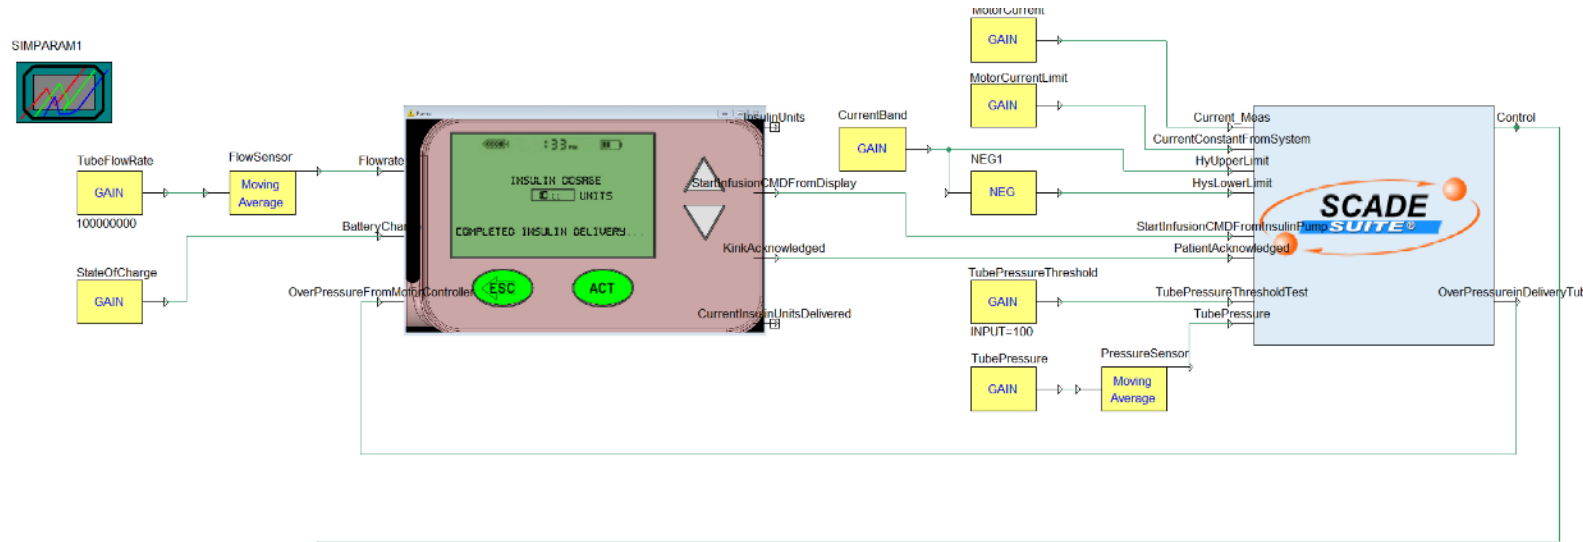 MotorCurrent
GAIN
SIMPARAM1
MotorCurrentLimit
GAIN
InsulinUnits
CurrentBand
GAIN
Current_Meas
Control
CurrentConstantFromSystem
TubeFlowRate
GAIN
100000000
FlowSensor
Moving
Average
Flowrate
:33
INSULIN DOSAGE
UNITS
COMPLETED INSULIN DELIVERY...
StartInfusionCMDFromDisplay
NEG1
NEG
HyUpperLimit
HysLowerLimit
SCADE
SUITE®
BatteryChar
StartInfusionCMDFromInsulinPump
KinkAcknowledged
PatientAcknowledged
StateOfCharge
GAIN
OverPressureFromMotorController
ESC
ACT
CurrentInsulinUnitsDelivered
TubePressureThreshold
GAIN
INPUT=100
TubePressureThresholdTest
OverPressureinDeliveryTub
TubePressure
TubePressure
GAIN
PressureSensor
Moving
Average